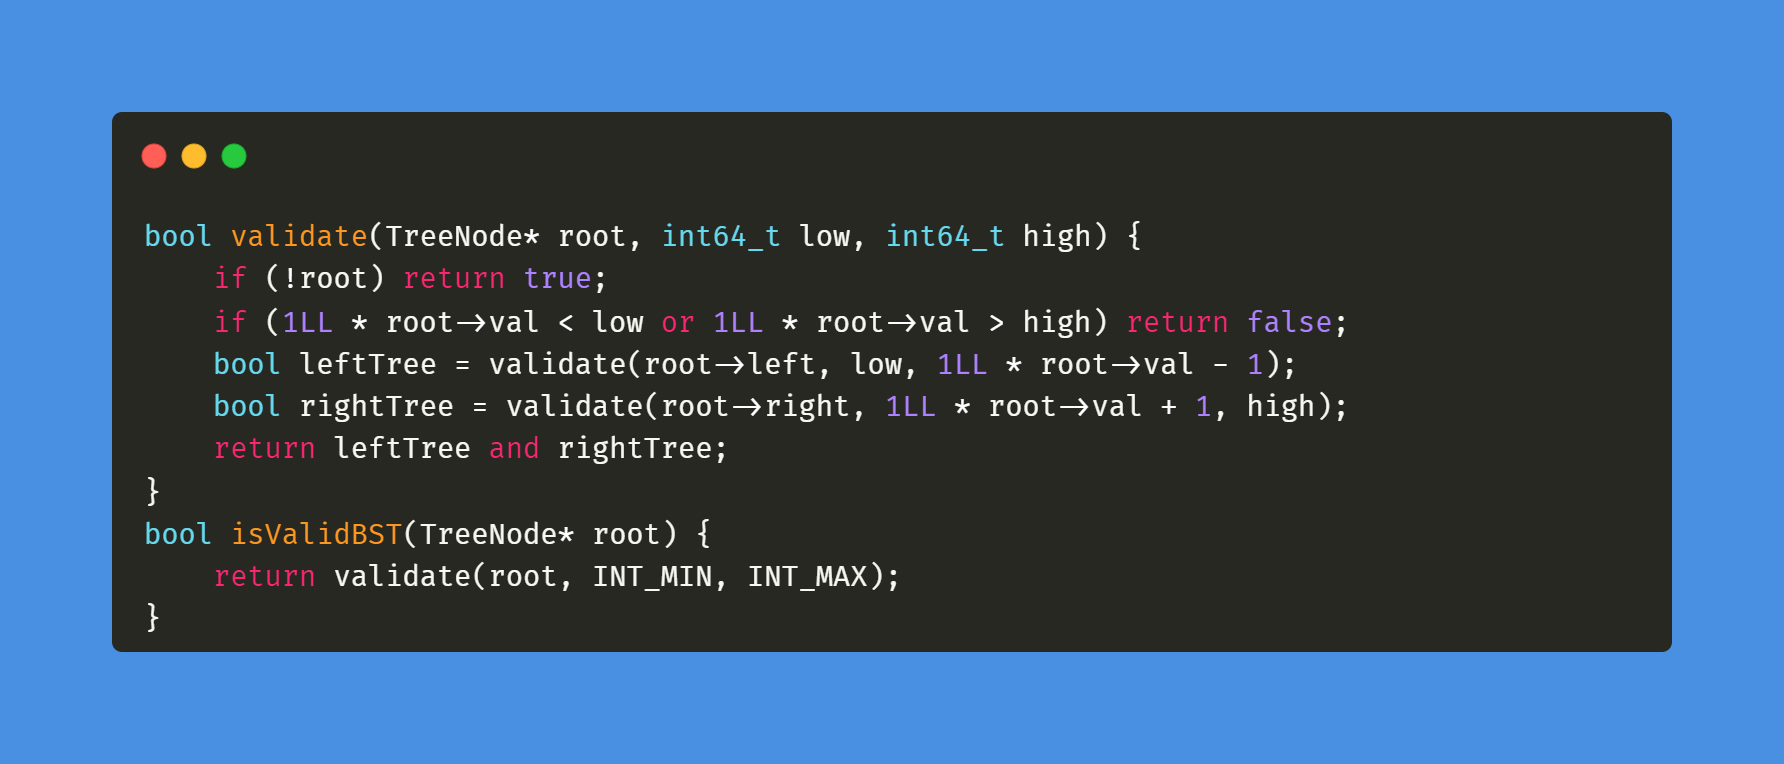 bool validate(TreeNode* root, int64_t low, int64_t high) {
    if (!root) return true;
    if (1LL * root->val < low or 1LL * root->val > high) return false;
    bool leftTree = validate(root->left, low, 1LL * root->val - 1);
    bool rightTree = validate(root->right, 1LL * root->val + 1, high);
    return leftTree and rightTree;
}
bool isValidBST(TreeNode* root) {
    return validate(root, INT_MIN, INT_MAX);
}